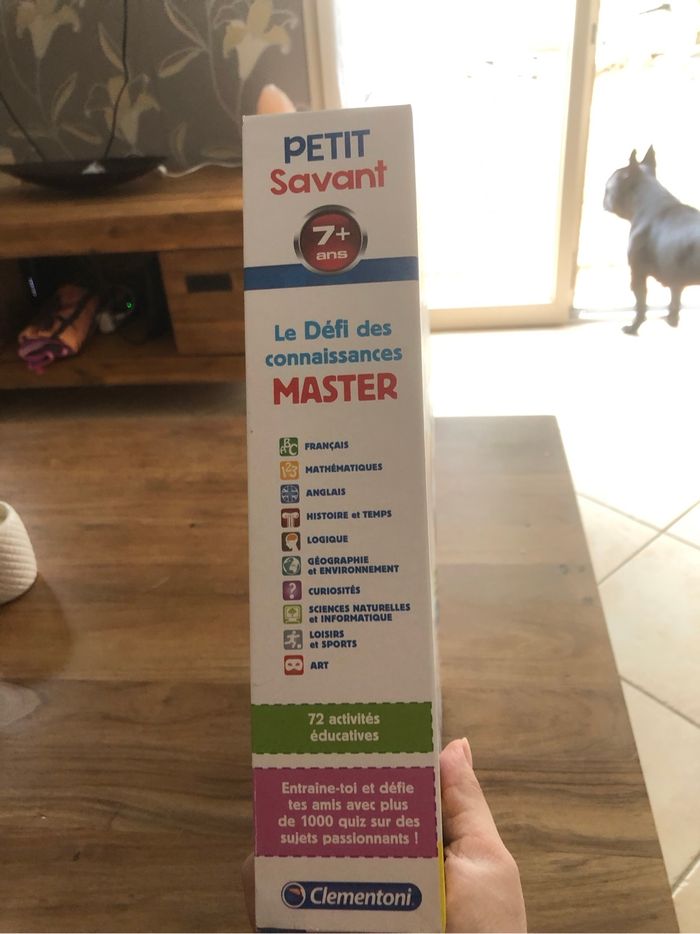 PETIT
Savant
7+
ans
Le Défi des
connaissances
MASTER
ABC
FRANÇAIS
123
MATHÉMATIQUES
ANGLAIS
HISTOIRE et TEMPS
LOGIQUE
GÉOGRAPHIE
et ENVIRONNEMENT
?
CURIOSITÉS
SCIENCES NATURELLES
et INFORMATIQUE
LOISIRS
et SPORTS
ART
72 activités
éducatives
Entraîne-toi et défie
tes amis avec plus
de 1000 quiz sur des
sujets passionnants !
Clementoni